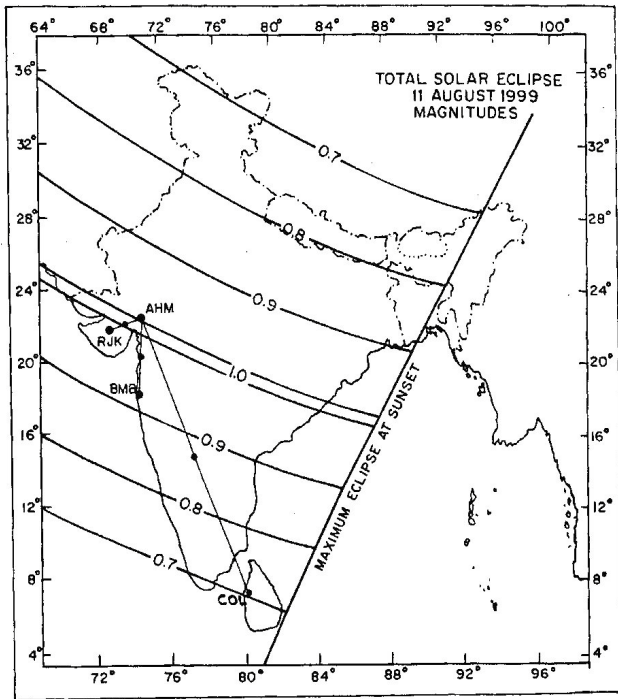 64° 68° 72° 76° 80° 84° 88° 92° 96° 100°
36° 36°
TOTAL SOLAR ECLIPSE
11 AUGUST 1999
MAGNITUDES
0.7
32° 32°
28° 0.8 28°
0.9
24° 24°
AHM
RJK
20° 1.0 20°
BMB
MAXIMUM ECLIPSE AT SUNSET
16° 0.9 16°
12° 0.8 12°
0.7
8° COL 8°
4° 4°
72° 76° 80° 84° 88° 92° 96°